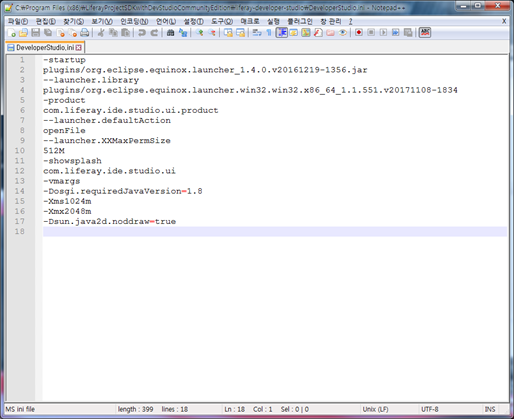 C:₩Program Files (x86)₩LiferayProjectSDKwithDevStudioCommunityEdition₩liferay-developer-studio₩DeveloperStudio.ini - Notepad++
파일(F) 편집(E) 찾기(S) 보기(V) 인코딩(N) 언어(L) 설정(T) 도구(O) 매크로 실행 플러그인 창 관리 ? X
DeveloperStudio.ini
1 -startup
2 plugins/org.eclipse.equinox.launcher_1.4.0.v20161219-1356.jar
3 --launcher.library
4 plugins/org.eclipse.equinox.launcher.win32.win32.x86_64_1.1.551.v20171108-1834
5 -product
6 com.liferay.ide.studio.ui.product
7 --launcher.defaultAction
8 openFile
9 --launcher.XXMaxPermSize
10 512M
11 -showsplash
12 com.liferay.ide.studio.ui
13 -vmargs
14 -Dosgi.requiredJavaVersion=1.8
15 -Xms1024m
16 -Xmx2048m
17 -Dsun.java2d.noddraw=true
18
MS ini file length : 399 lines : 18 Ln : 18 Col : 1 Sel : 0 | 0 Unix (LF) UTF-8 INS